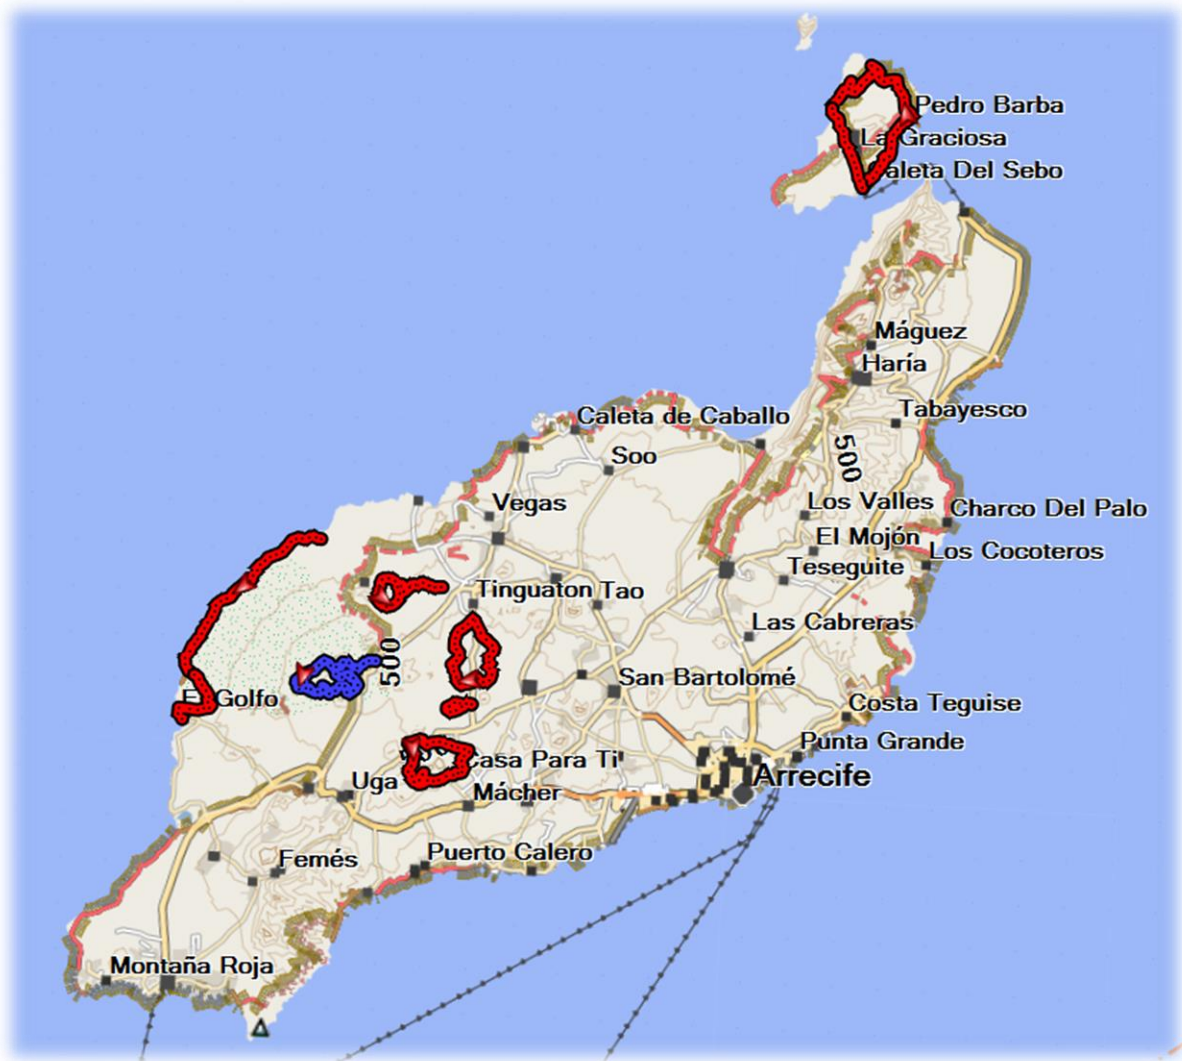 Pedro Barba
La Graciosa
aleta Del Sebo
Máguez
Haría
Tabayesco
Caleta de Caballo
500
Soo
Los Valles
Vegas
Charco Del Palo
El Mojón
Los Cocoteros
Teseguite
Tinguaton
Tao
Las Cabreras
500
San Bartolomé
El Golfo
Costa Teguise
Punta Grande
Casa Para Ti'
Arrecife
Uga
Mácher
Puerto Calero
Femés
Montaña Roja